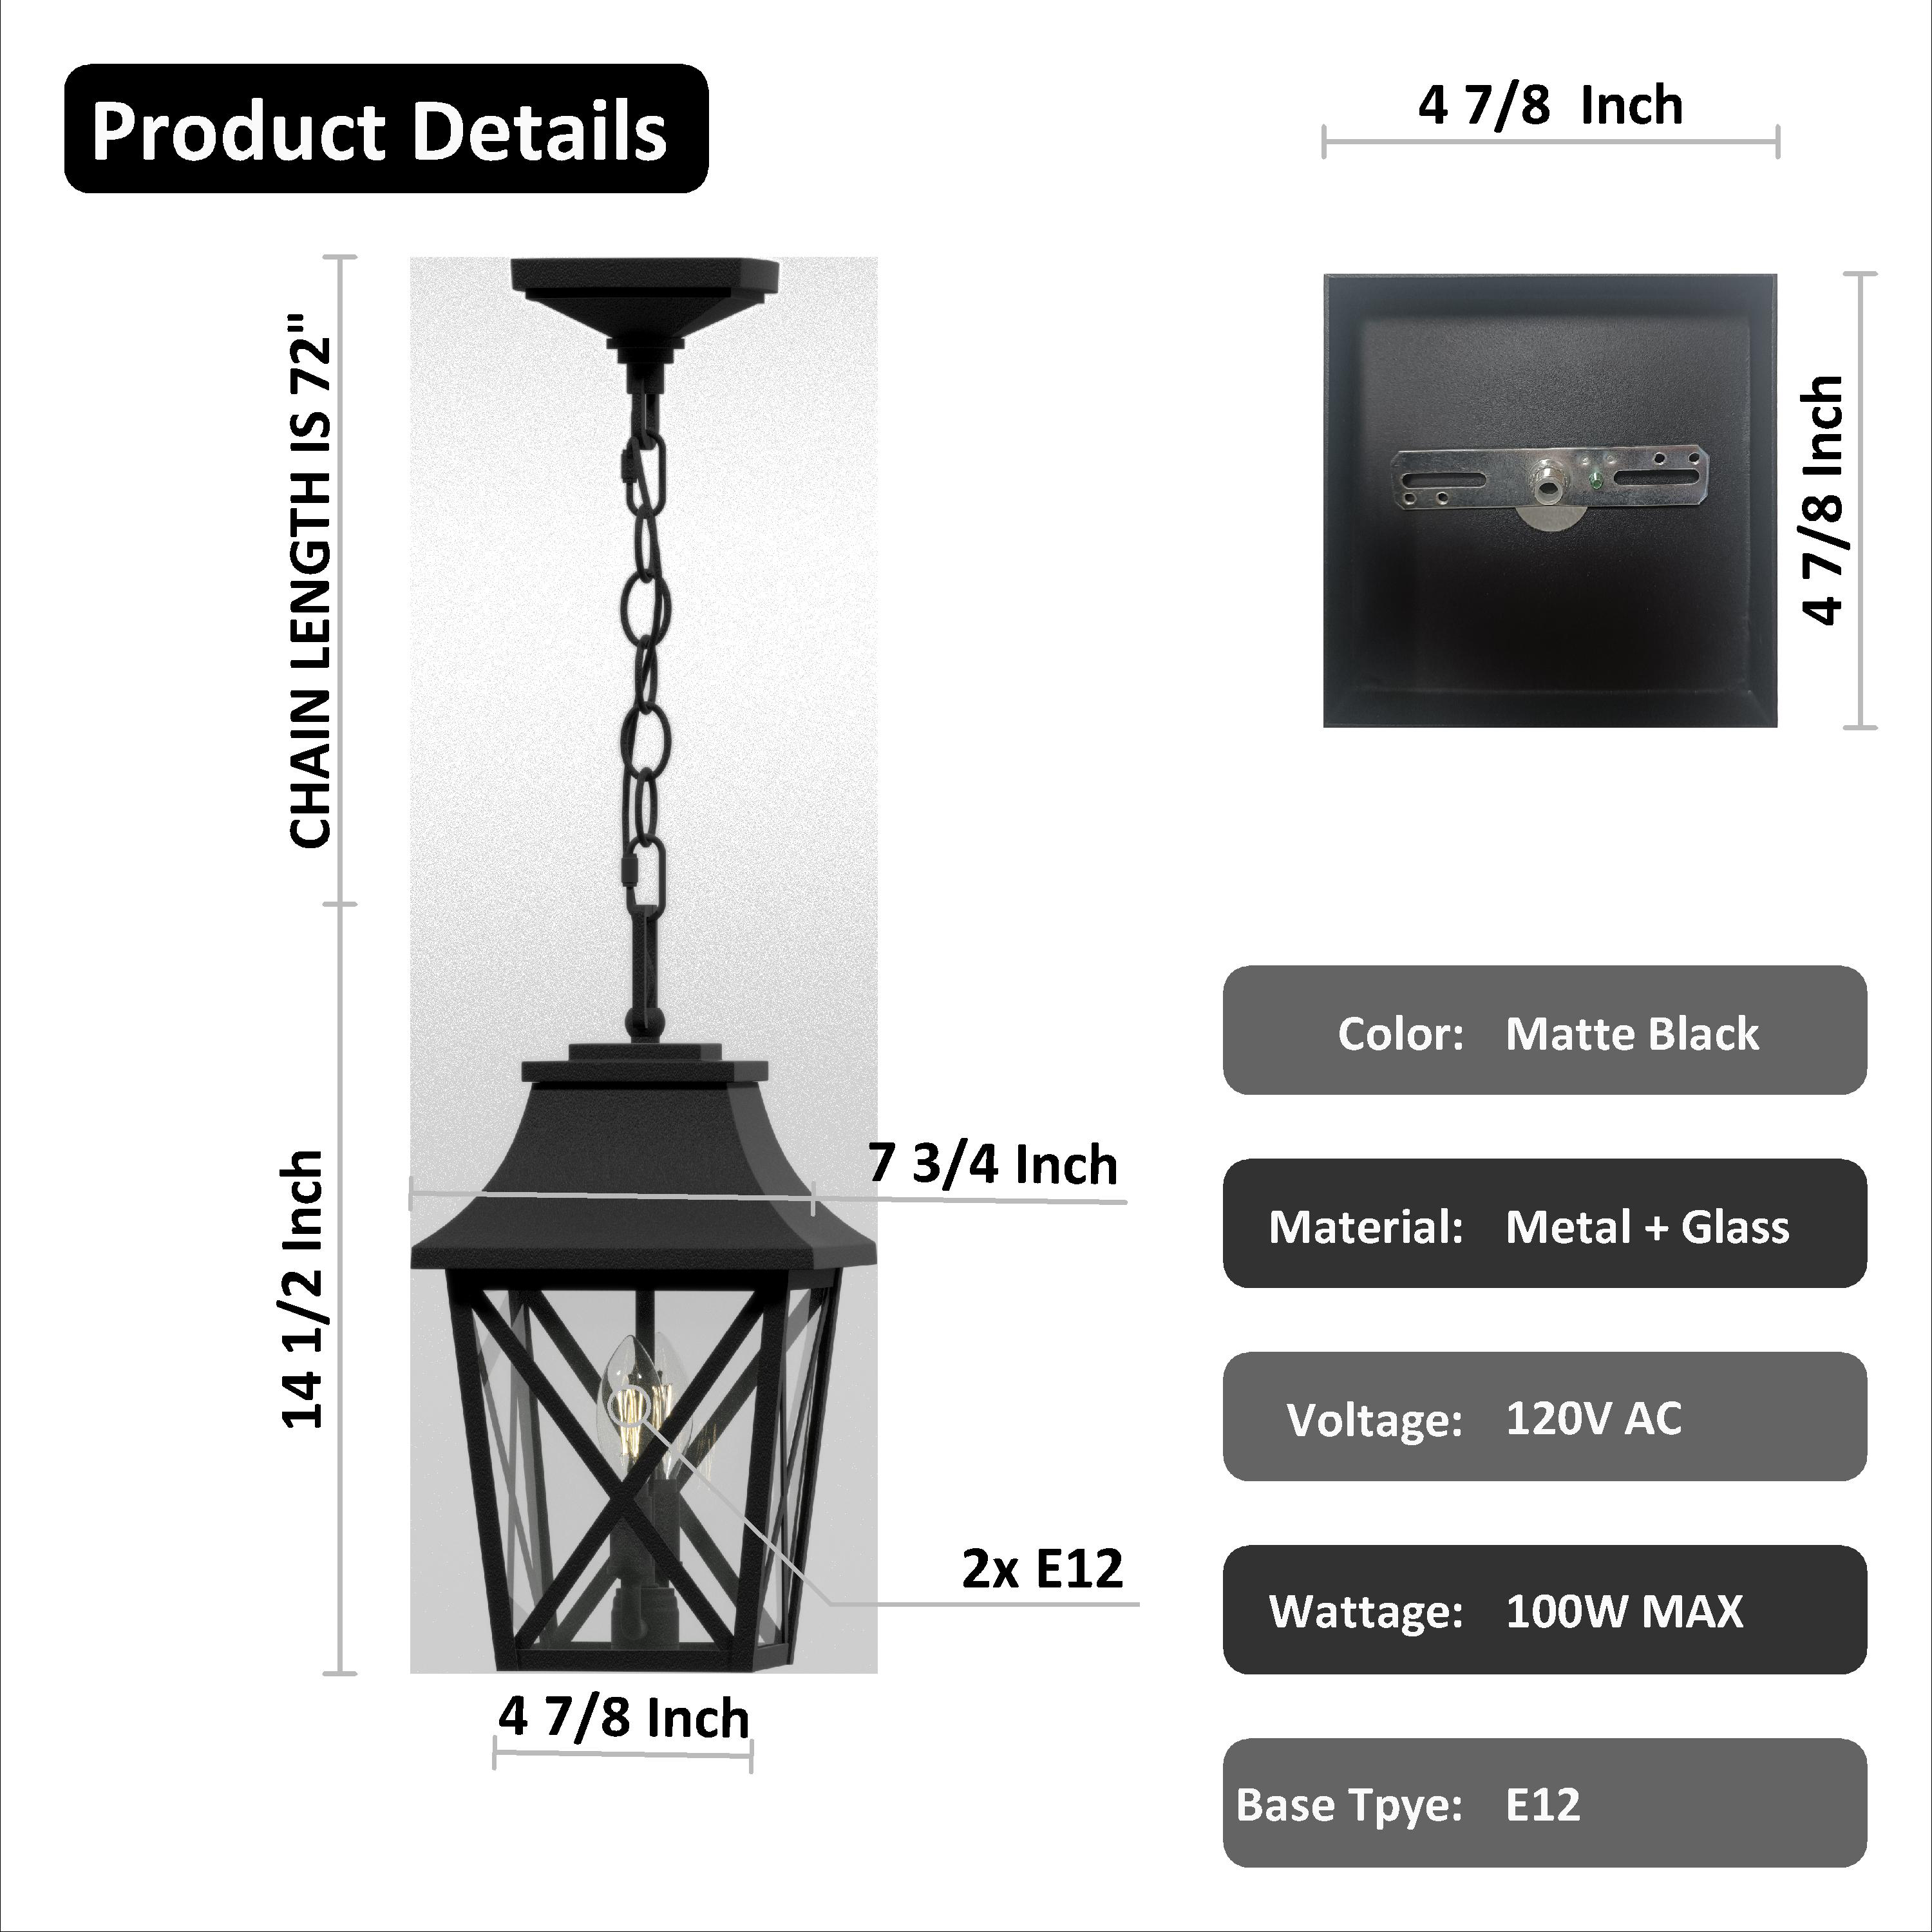 Product Details
4 7/8 Inch
4 7/8 Inch
CHAIN LENGTH IS 72"
14 1/2 Inch
7 3/4 Inch
2x E12
4 7/8 Inch
Color: Matte Black
Material: Metal + Glass
Voltage: 120V AC
Wattage: 100W MAX
Base Tpye: E12